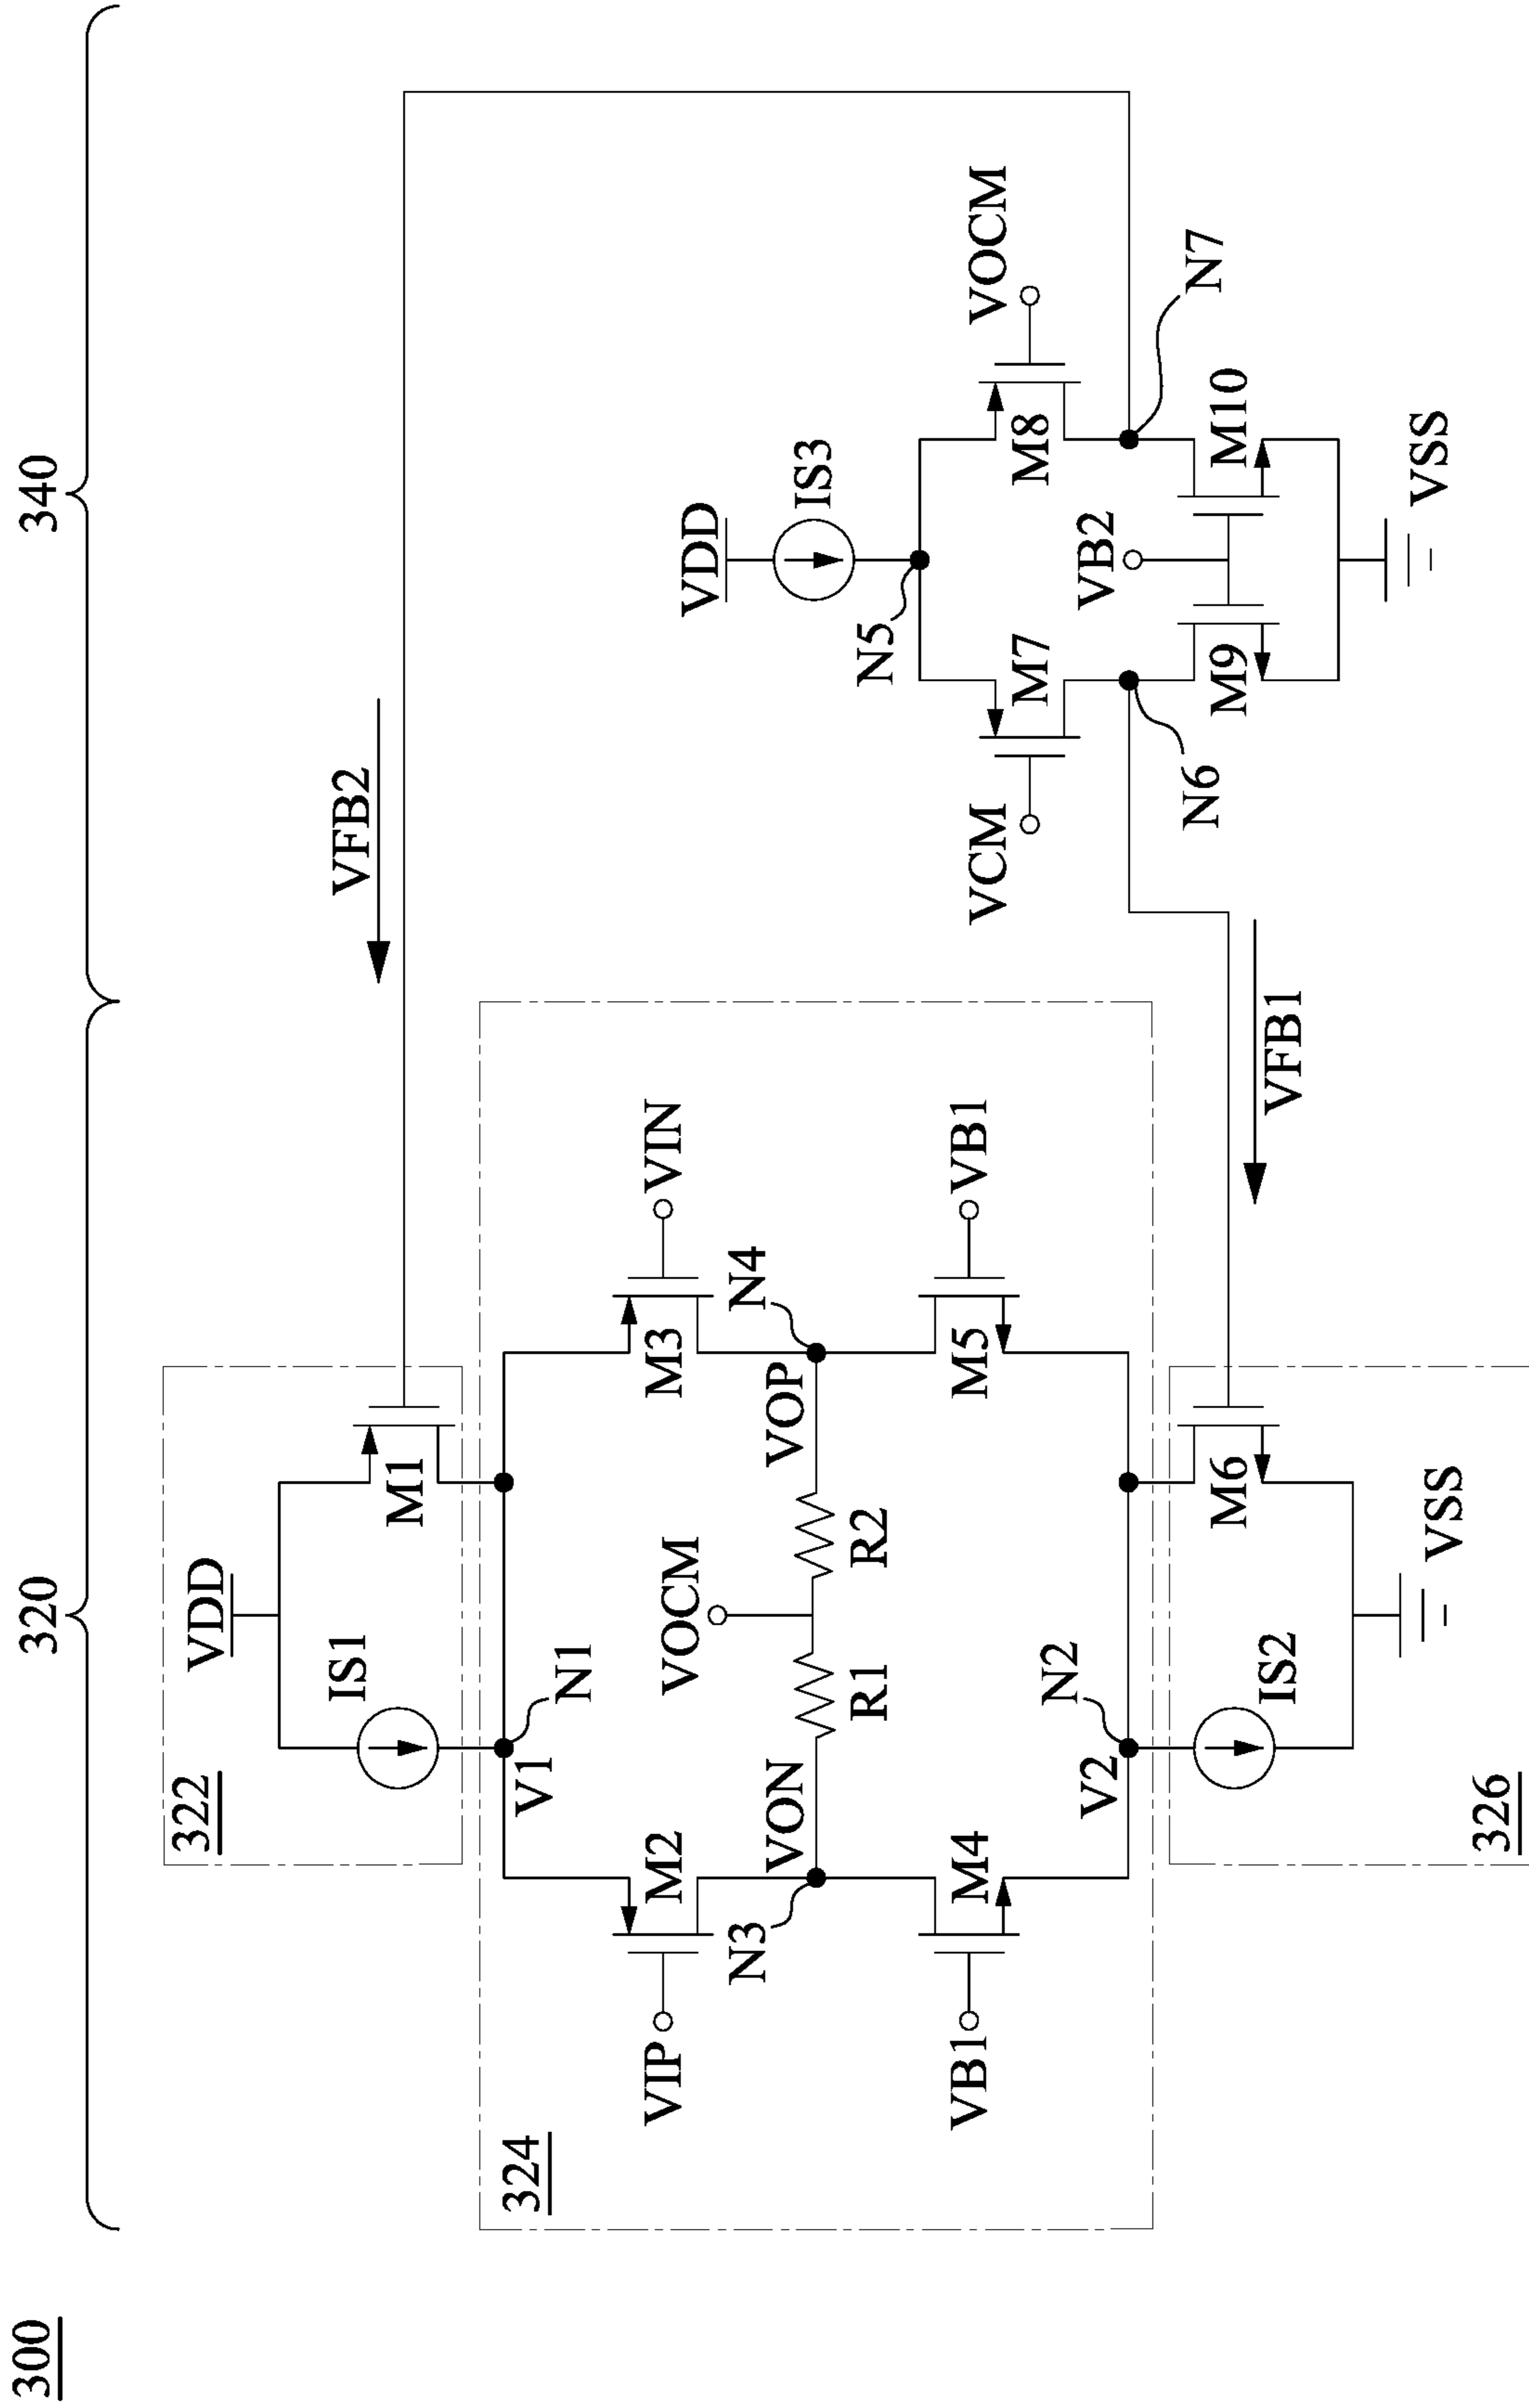 300
320
340
322
VDD
IS1
M1
VFB2
V1
N1
324
VIP
M2
M3
VIN
VDD
IS3
N5
VCM
M7
M8
VOCM
N3
VON
VOCM
R1
R2
VOP
N4
VB1
M4
M5
VB1
N6
VB2
N7
M9
M10
VSS
V2
N2
VFB1
IS2
M6
326
VSS